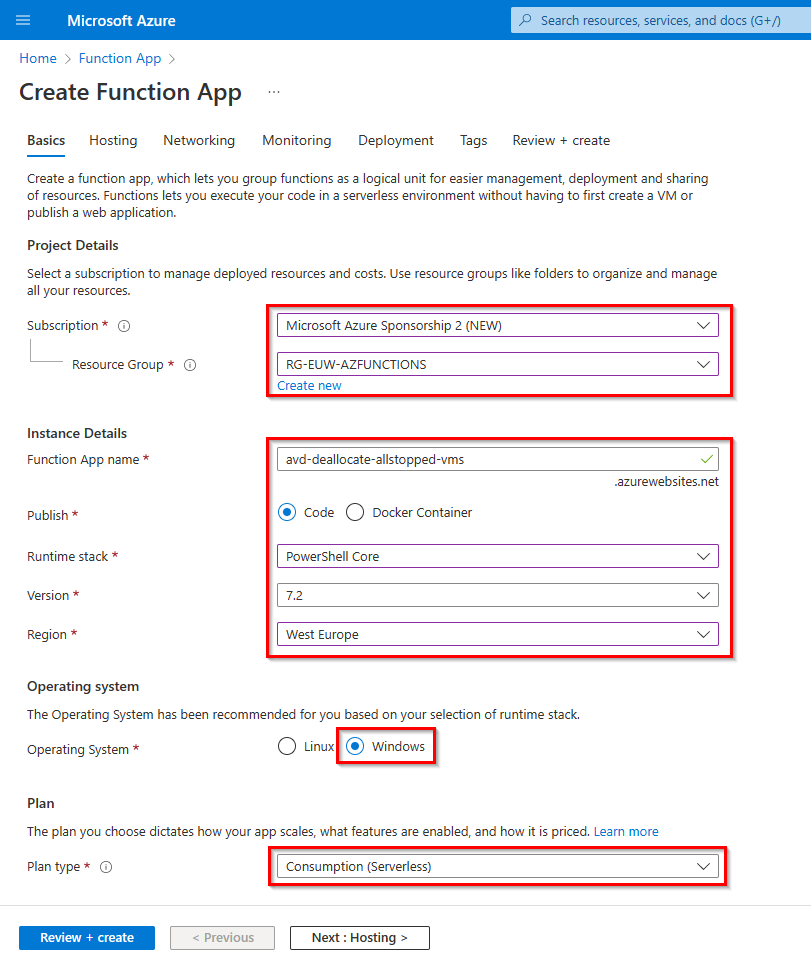 Microsoft Azure
Search resources, services, and docs (G+/)
Home > Function App >
Create Function App ...
Basics Hosting Networking Monitoring Deployment Tags Review + create
Create a function app, which lets you group functions as a logical unit for easier management, deployment and sharing
of resources. Functions lets you execute your code in a serverless environment without having to first create a VM or
publish a web application.
Project Details
Select a subscription to manage deployed resources and costs. Use resource groups like folders to organize and manage
all your resources.
Subscription * Microsoft Azure Sponsorship 2 (NEW)
Resource Group * RG-EUW-AZFUNCTIONS
Create new
Instance Details
Function App name * avd-deallocate-allstopped-vms
.azurewebsites.net
Publish * Code Docker Container
Runtime stack * PowerShell Core
Version * 7.2
Region * West Europe
Operating system
The Operating System has been recommended for you based on your selection of runtime stack.
Operating System * Linux Windows
Plan
The plan you choose dictates how your app scales, what features are enabled, and how it is priced. Learn more
Plan type * Consumption (Serverless)
Review + create < Previous Next : Hosting >